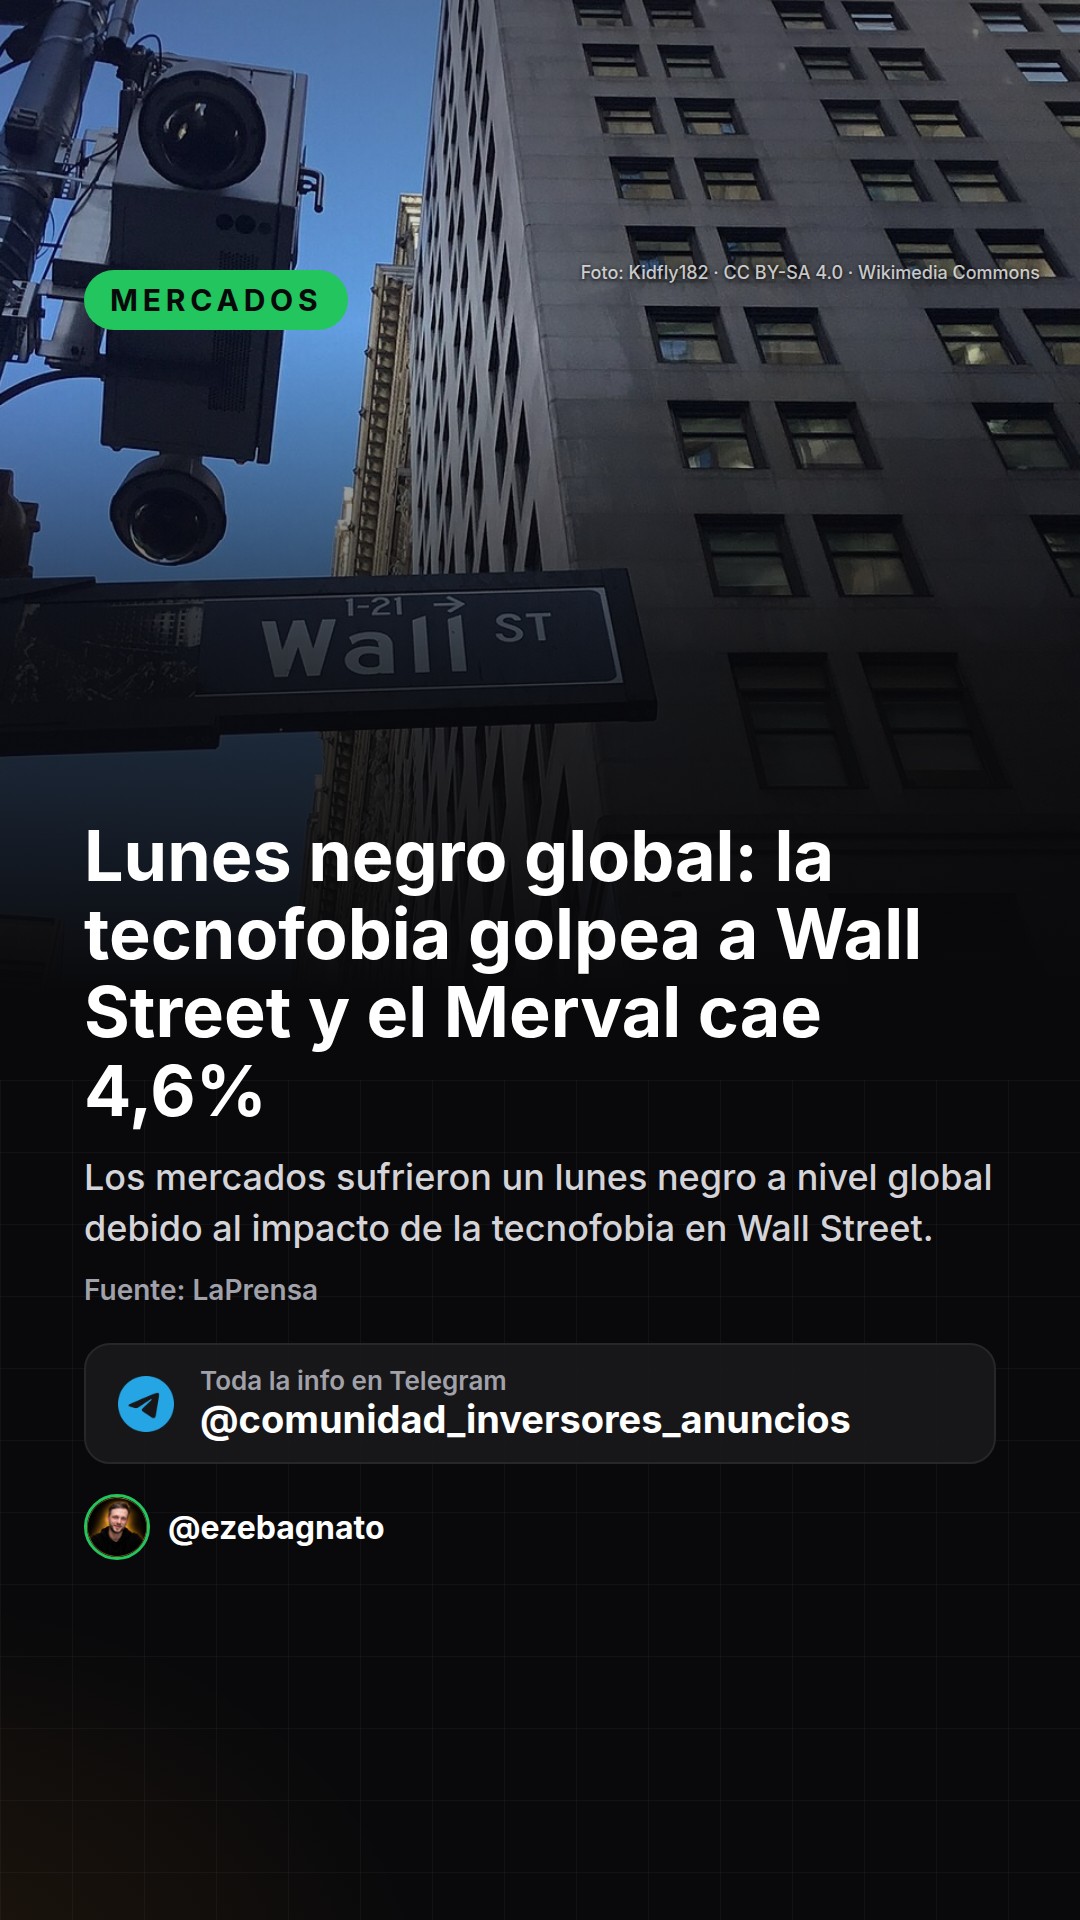 MERCADOS
Foto: Kidfly182 · CC BY-SA 4.0 · Wikimedia Commons
1-21 →
Wall ST
Lunes negro global: la
tecnofobia golpea a Wall
Street y el Merval cae
4,6%
Los mercados sufrieron un lunes negro a nivel global
debido al impacto de la tecnofobia en Wall Street.
Fuente: LaPrensa
Toda la info en Telegram
@comunidad_inversores_anuncios
@ezebagnato